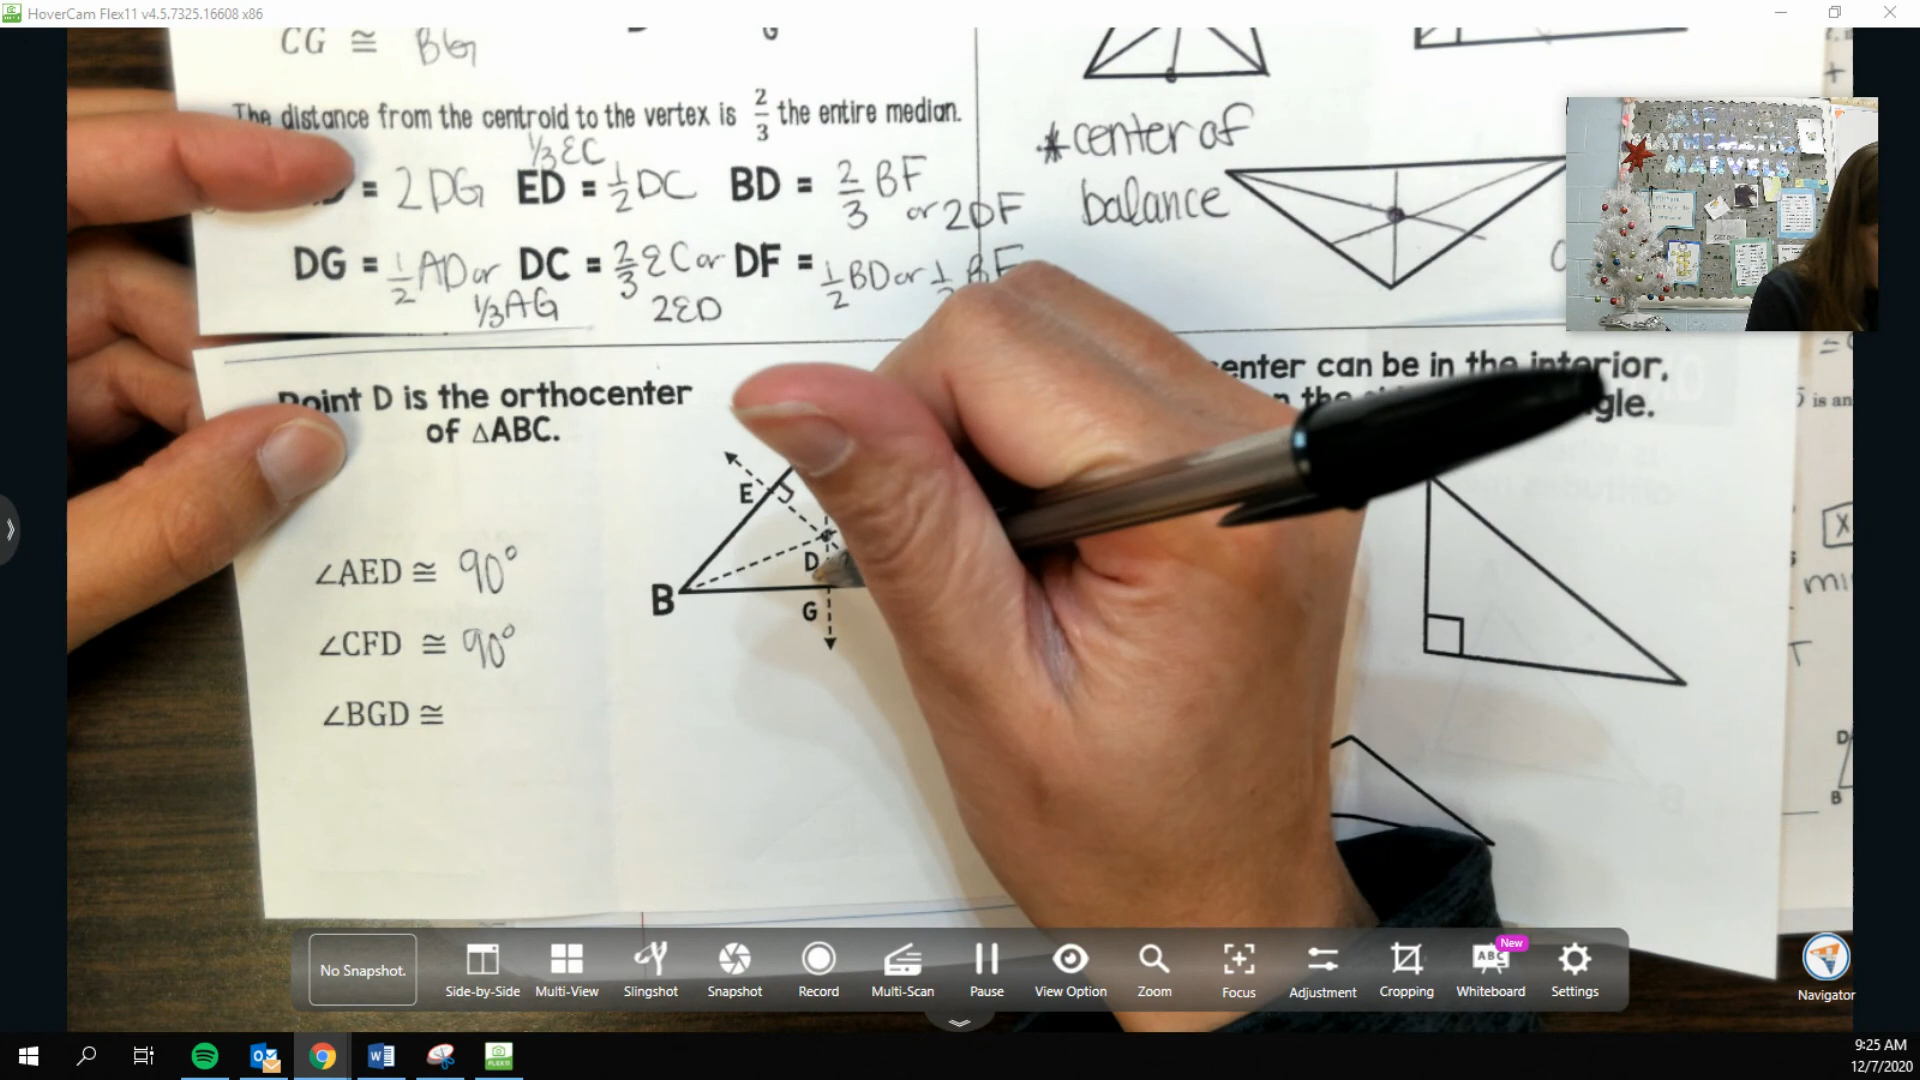 HoverCam Flex11 v4.5.7325.16608 x86
CG ≅ BG
G
The distance from the centroid to the vertex is 2/3 the entire median.
= 2DG
1/3 EC
ED = 1/2 DC
BD = 2/3 BF
or 2DF
DG = 1/2 AD or
1/3 AG
DC = 2/3 EC or
2ED
DF = 1/2 BD or
* center of
balance
Point D is the orthocenter
of △ABC.
∠AED ≅ 90°
∠CFD ≅ 90°
∠BGD ≅
E
D
B
G
can be in the interior,
is an
X
D
B
No Snapshot.
Side-by-Side
Multi-View
Slingshot
Snapshot
Record
Multi-Scan
Pause
View Option
Zoom
Focus
Adjustment
Cropping
New
ABC
Whiteboard
Settings
Navigator
9:25 AM
12/7/2020